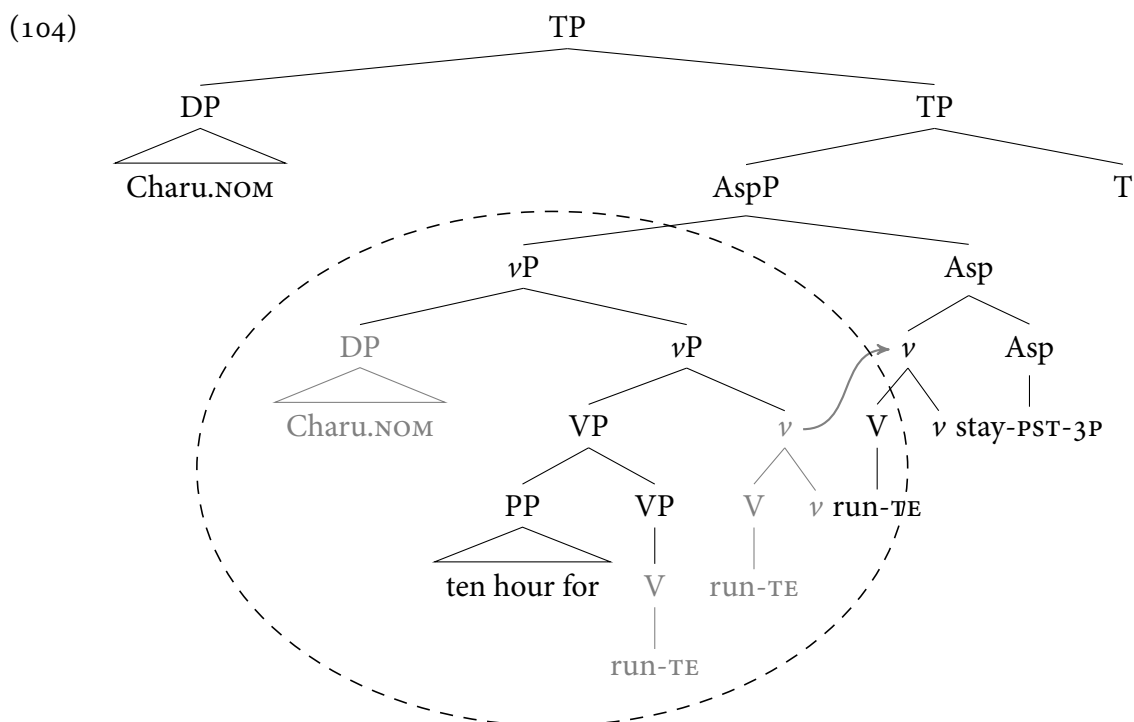 (104) TP
DP TP
Charu.NOM AspP T
vP Asp
DP vP v Asp
Charu.NOM VP v V v stay-PST-3P
PP VP V v run-TE
ten hour for V run-TE
run-TE